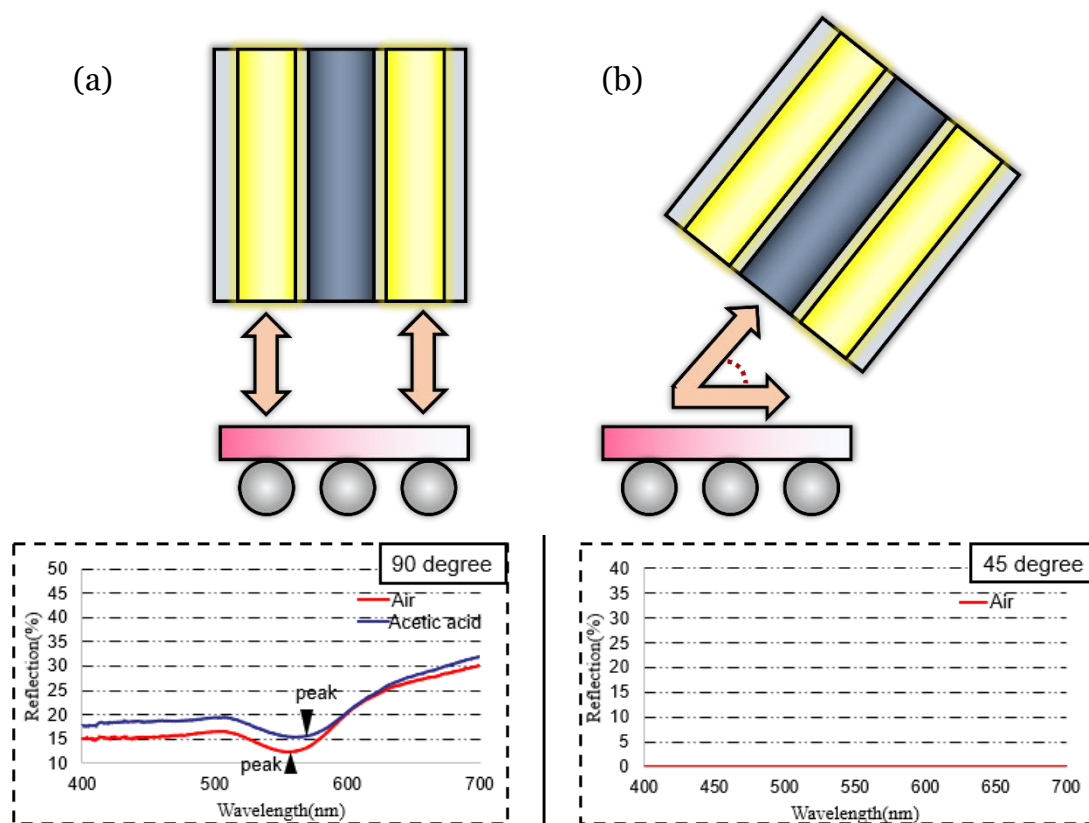 (a)
(b)
90 degree
50
45
40
35
30
25
20
15
10
Reflection(%)
Air
Acetic acid
peak
peak
400
500
600
700
Wavelength(nm)
45 degree
40
35
30
25
20
15
10
5
0
Reflection(%)
Air
400
450
500
550
600
650
700
Wavelength(nm)